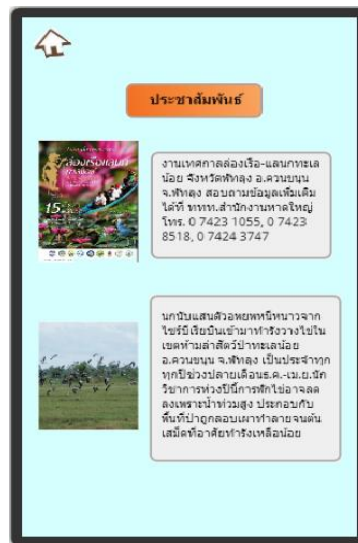 ประชาสัมพันธ์
ล่องเรือแลนก
15
งานเทศกาลล่องเรือ-แลนกทะเล
น้อย จังหวัดพัทลุง อ.ควนขนุน
จ.พัทลุง สอบถามข้อมูลเพิ่มเติม
ได้ที่ ททท.สำนักงานหาดใหญ่
โทร. 0 7423 1055, 0 7423
8518, 0 7424 3747
นกนับแสนตัวอพยพหนีหนาวจาก
ไซบีเรียบินเข้ามาทำรังวางไข่ใน
เขตห้ามล่าสัตว์ป่าทะเลน้อย
อ.ควนขนุน จ.พัทลุง เป็นประจำทุก
ทุกปีช่วงปลายเดือนธ.ค.-เม.ย.นัก
วิชาการห่วงปีนี้การฟักไข่อาจลด
ลงเพราะน้ำท่วมสูง ประกอบกับ
พื้นที่ป่าถูกลอบเผาทำลายจนต้น
เสม็ดที่อาศัยทำรังเหลือน้อย